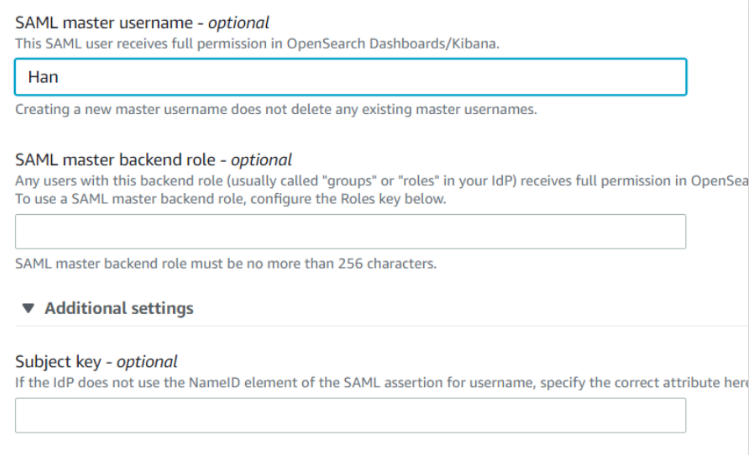 SAML master username - optional
This SAML user receives full permission in OpenSearch Dashboards/Kibana.
Han
Creating a new master username does not delete any existing master usernames.
SAML master backend role - optional
Any users with this backend role (usually called "groups" or "roles" in your IdP) receives full permission in OpenSea
To use a SAML master backend role, configure the Roles key below.
SAML master backend role must be no more than 256 characters.
Additional settings
Subject key - optional
If the IdP does not use the NameID element of the SAML assertion for username, specify the correct attribute here